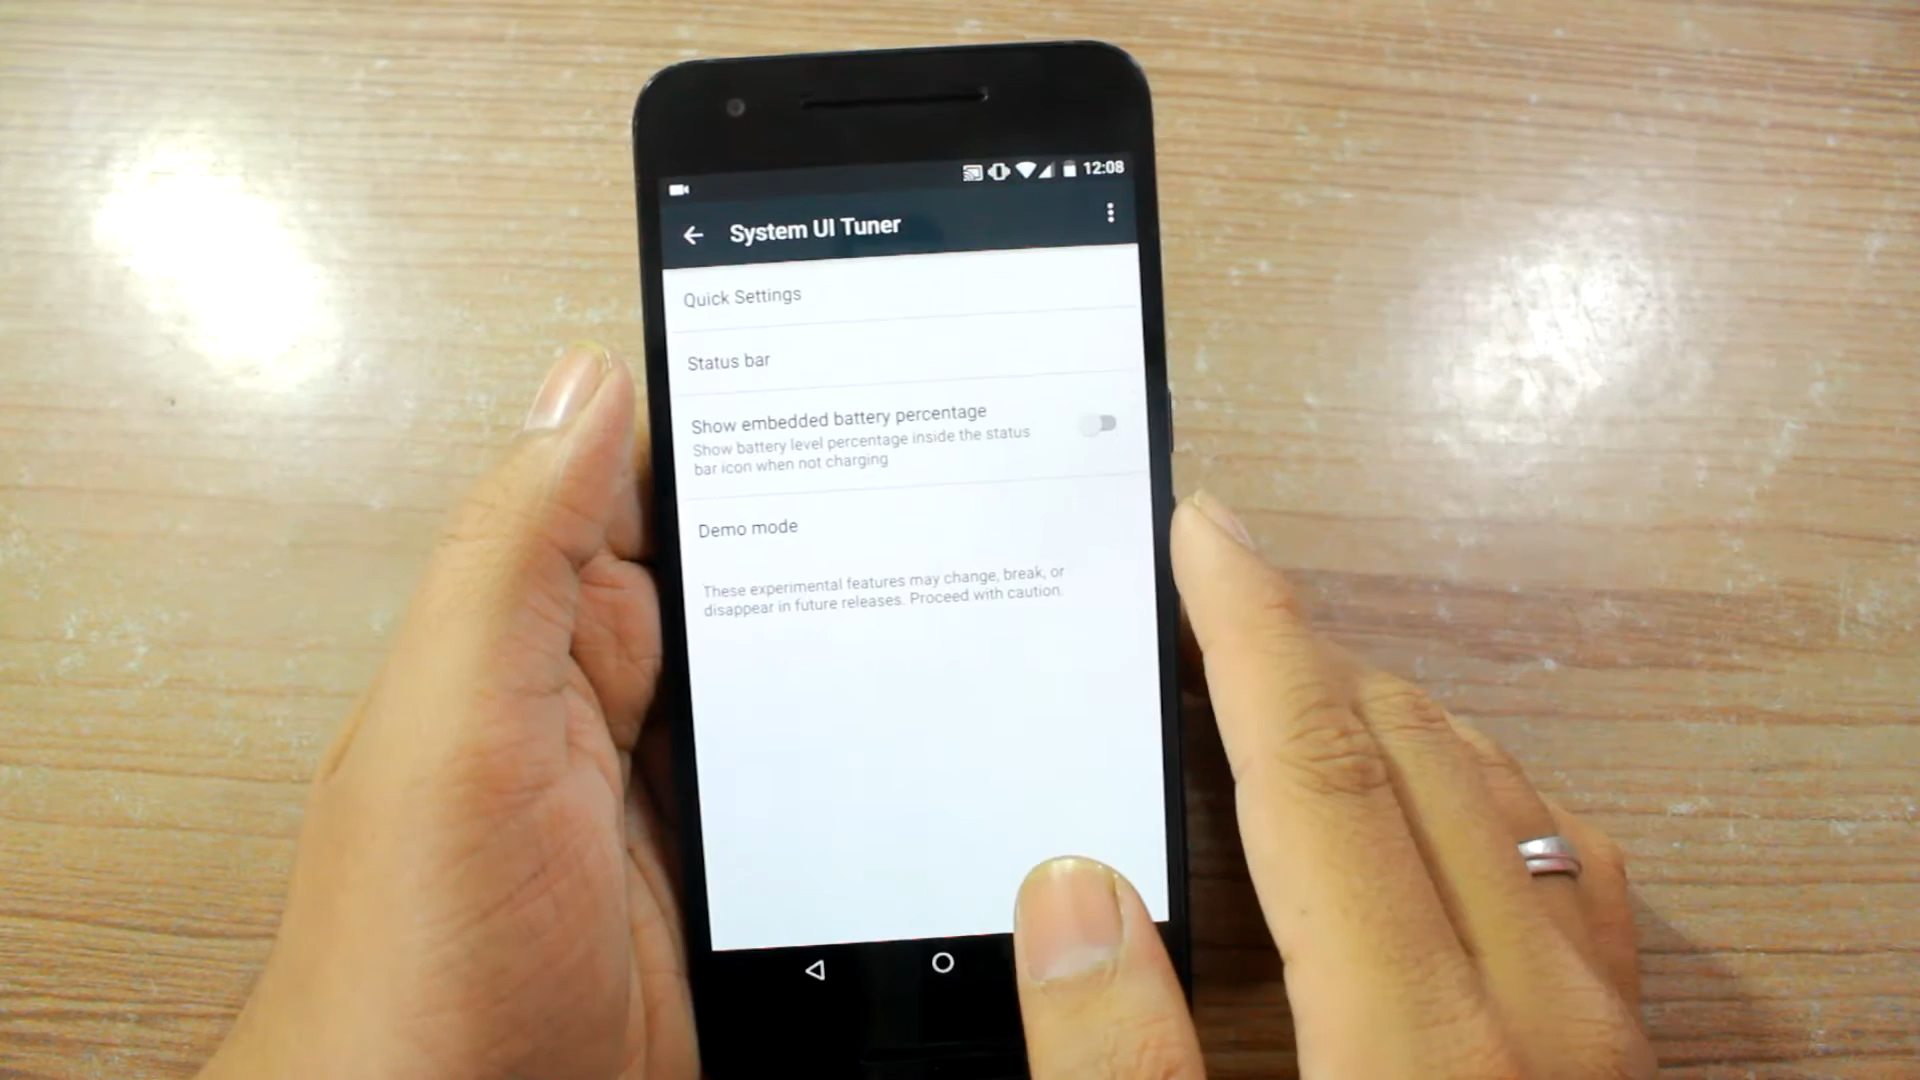 12:08
System UI Tuner
Quick Settings
Status bar
Show embedded battery percentage
Show battery level percentage inside the status
bar icon when not charging
Demo mode
These experimental features may change, break, or
disappear in future releases. Proceed with caution.